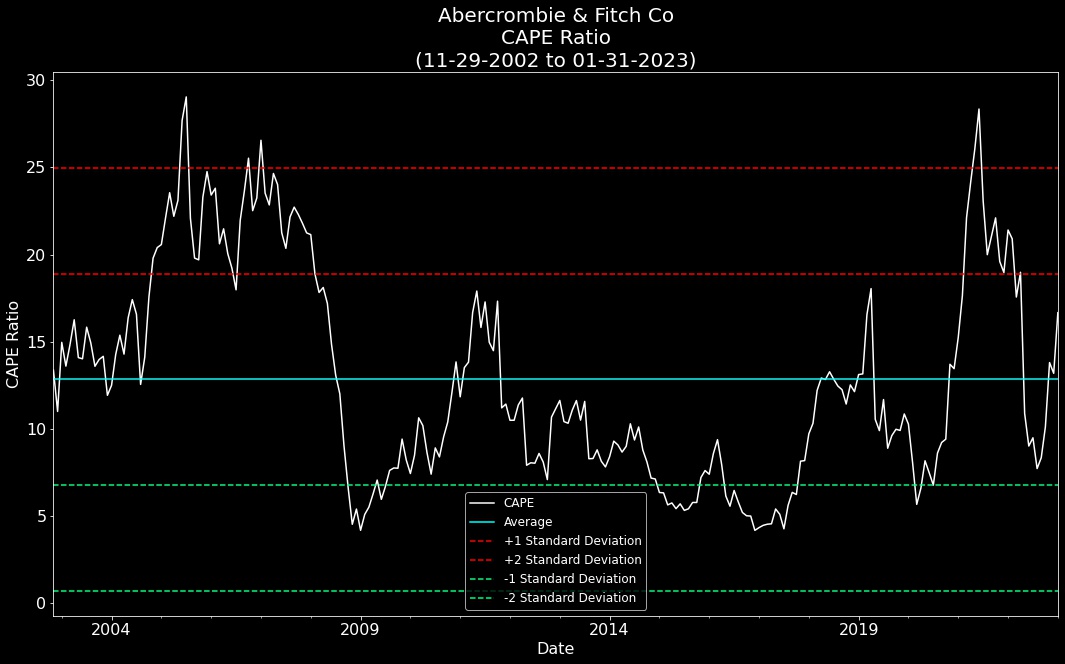 Abercrombie & Fitch Co
CAPE Ratio
(11-29-2002 to 01-31-2023)
30
25
20
15
10
5
0
CAPE Ratio
CAPE
Average
+1 Standard Deviation
+2 Standard Deviation
-1 Standard Deviation
-2 Standard Deviation
2004
2009
2014
2019
Date